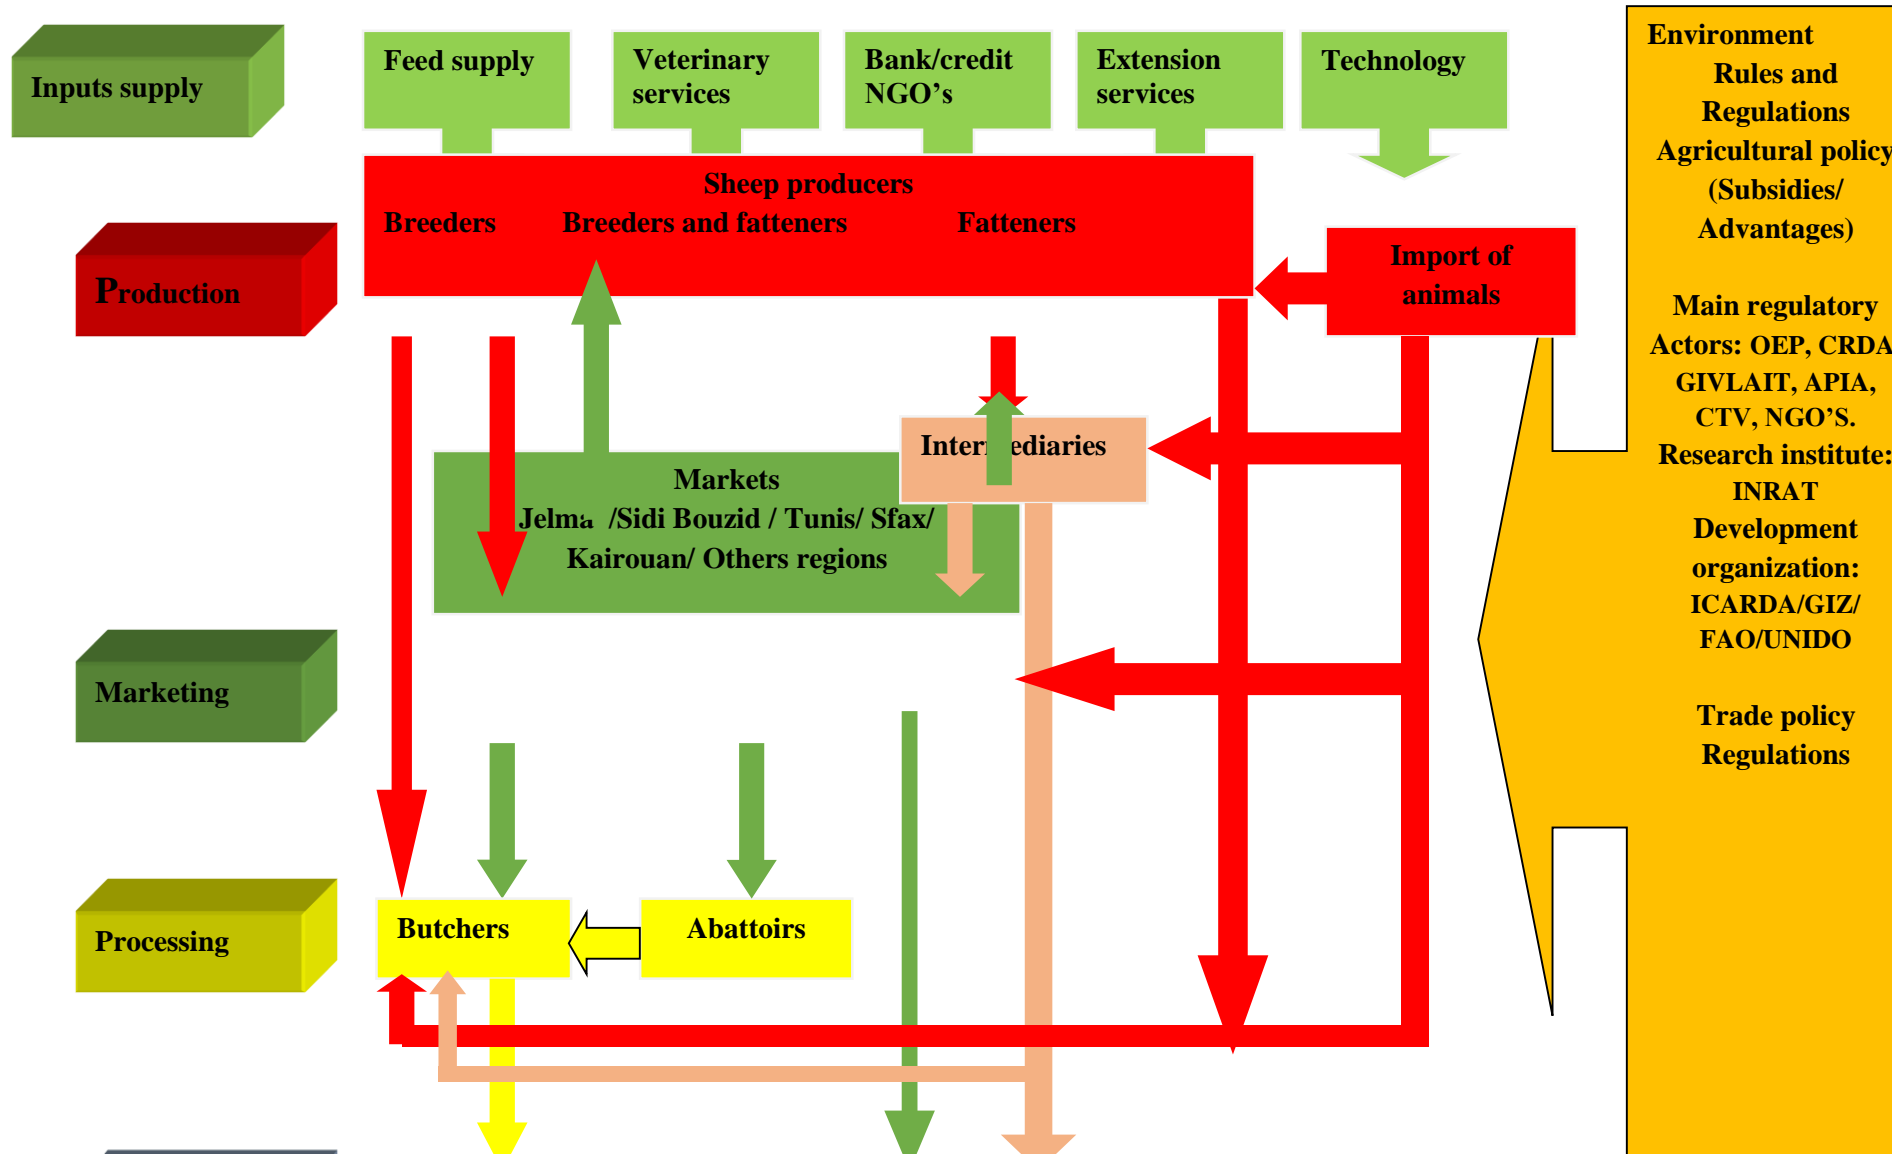 Inputs supply
Feed supply
Veterinary
services
Bank/credit
NGO’s
Extension
services
Technology
Sheep producers
Breeders Breeders and fatteners Fatteners
Production
Import of
animals
Intermediaries
Markets
Jelma /Sidi Bouzid / Tunis/ Sfax/
Kairouan/ Others regions
Marketing
Processing
Butchers
Abattoirs
Environment
Rules and
Regulations
Agricultural policy
(Subsidies/
Advantages)
Main regulatory
Actors: OEP, CRDA
GIVLAIT, APIA,
CTV, NGO’S.
Research institute:
INRAT
Development
organization:
ICARDA/GIZ/
FAO/UNIDO
Trade policy
Regulations